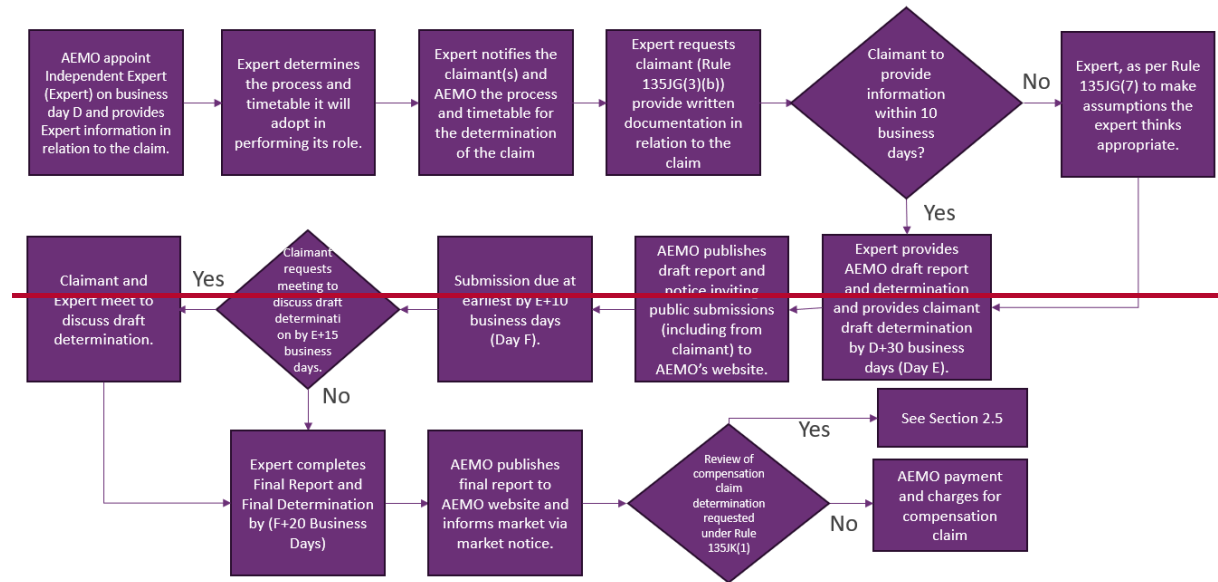 AEMO appoint
Independent Expert
(Expert) on business
day D and provides
Expert information in
relation to the claim.
Expert determines
the process and
timetable it will
adopt in
performing its role.
Expert notifies the
claimant(s) and
AEMO the process
and timetable for
the determination
of the claim
Expert requests
claimant (Rule
135JG(3)(b))
provide written
documentation in
relation to the
claim
Claimant to
provide
information
within 10
business
days?
No
Expert, as per Rule
135JG(7) to make
assumptions the
expert thinks
appropriate.
Yes
Expert provides
AEMO draft report
and determination
and provides claimant
draft determination
by D+30 business
days (Day E).
AEMO publishes
draft report and
notice inviting
public submissions
(including from
claimant) to
AEMO's website.
Submission due at
earliest by E+10
business days
(Day F).
Claimant
requests
meeting to
discuss draft
determinati
on by E+15
business
days.
Yes
Claimant and
Expert meet to
discuss draft
determination.
No
Expert completes
Final Report and
Final Determination
by (F+20 Business
Days)
AEMO publishes
final report to
AEMO website and
informs market via
market notice.
Review of
compensation
claim
determination
requested
under Rule
135JK(1)
Yes
See Section 2.5
No
AEMO payment
and charges for
compensation
claim